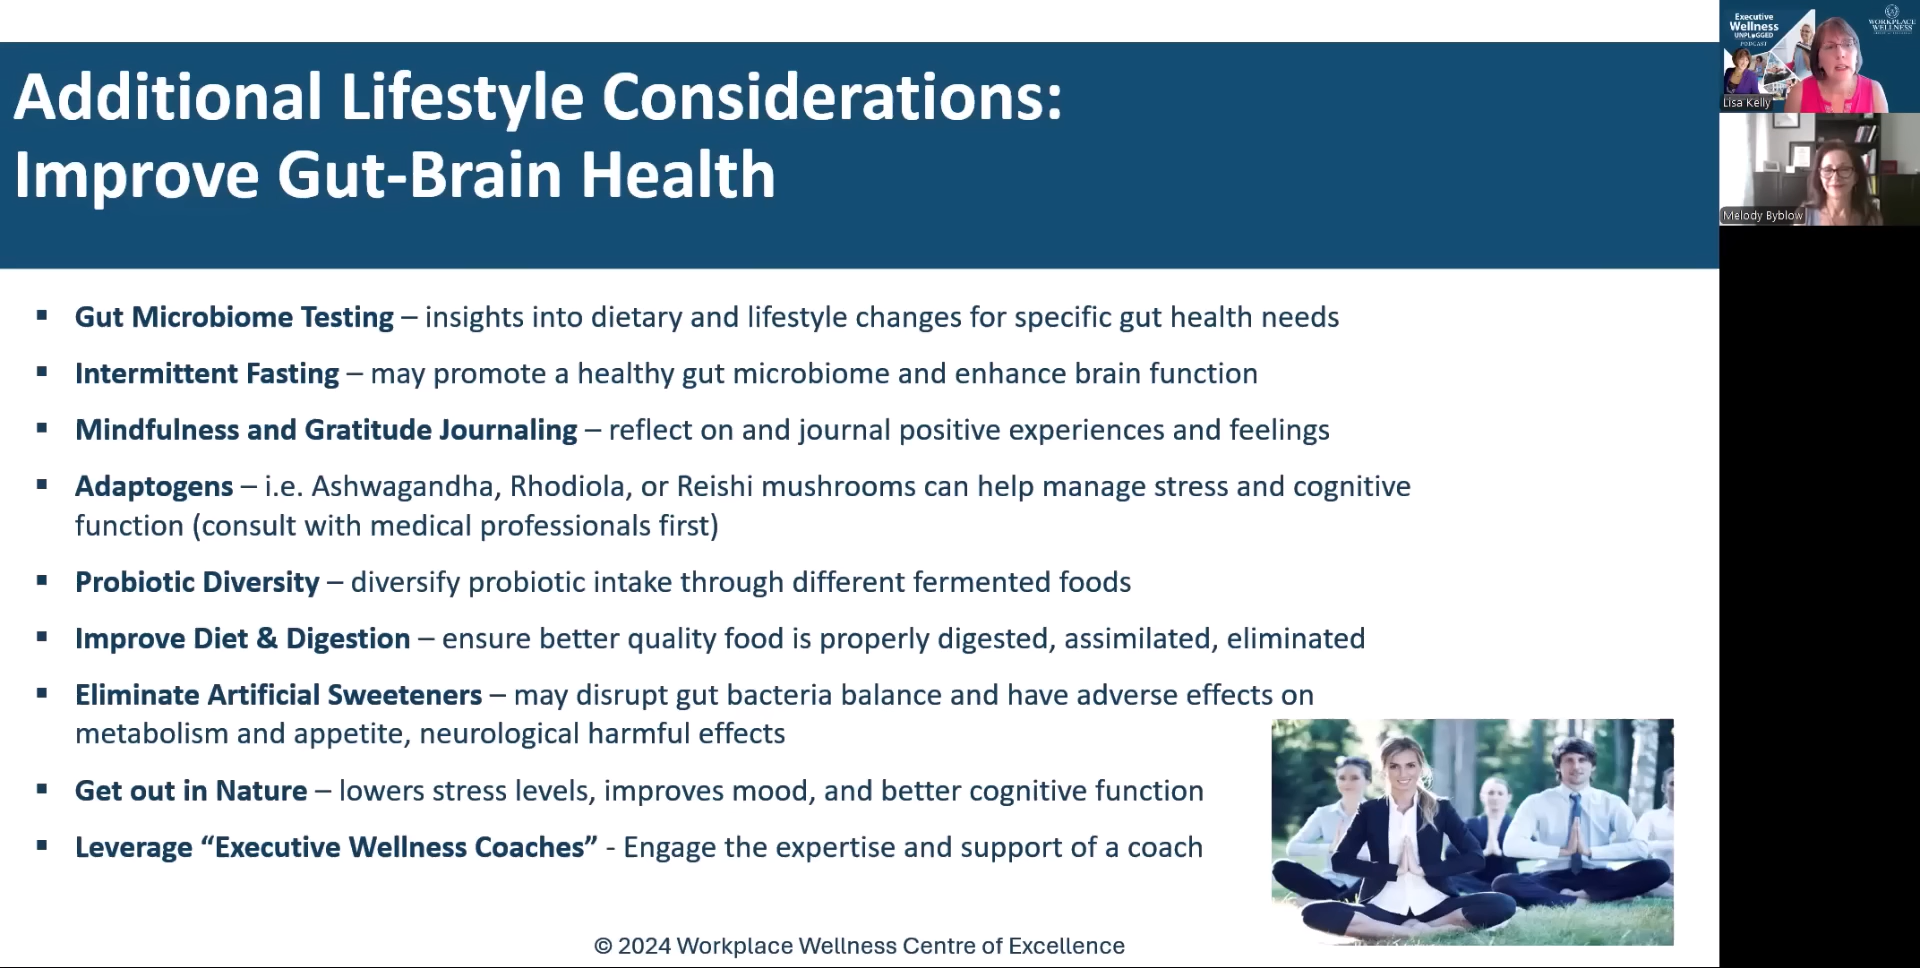 Additional Lifestyle Considerations:
Improve Gut-Brain Health
▪ Gut Microbiome Testing – insights into dietary and lifestyle changes for specific gut health needs
▪ Intermittent Fasting – may promote a healthy gut microbiome and enhance brain function
▪ Mindfulness and Gratitude Journaling – reflect on and journal positive experiences and feelings
▪ Adaptogens – i.e. Ashwagandha, Rhodiola, or Reishi mushrooms can help manage stress and cognitive
function (consult with medical professionals first)
▪ Probiotic Diversity – diversify probiotic intake through different fermented foods
▪ Improve Diet & Digestion – ensure better quality food is properly digested, assimilated, eliminated
▪ Eliminate Artificial Sweeteners – may disrupt gut bacteria balance and have adverse effects on
metabolism and appetite, neurological harmful effects
▪ Get out in Nature – lowers stress levels, improves mood, and better cognitive function
▪ Leverage “Executive Wellness Coaches” - Engage the expertise and support of a coach
© 2024 Workplace Wellness Centre of Excellence
Executive
Wellness
UNPLUGGED
PODCAST
WORKPLACE
WELLNESS
Lisa Kelly
Melody Byblow